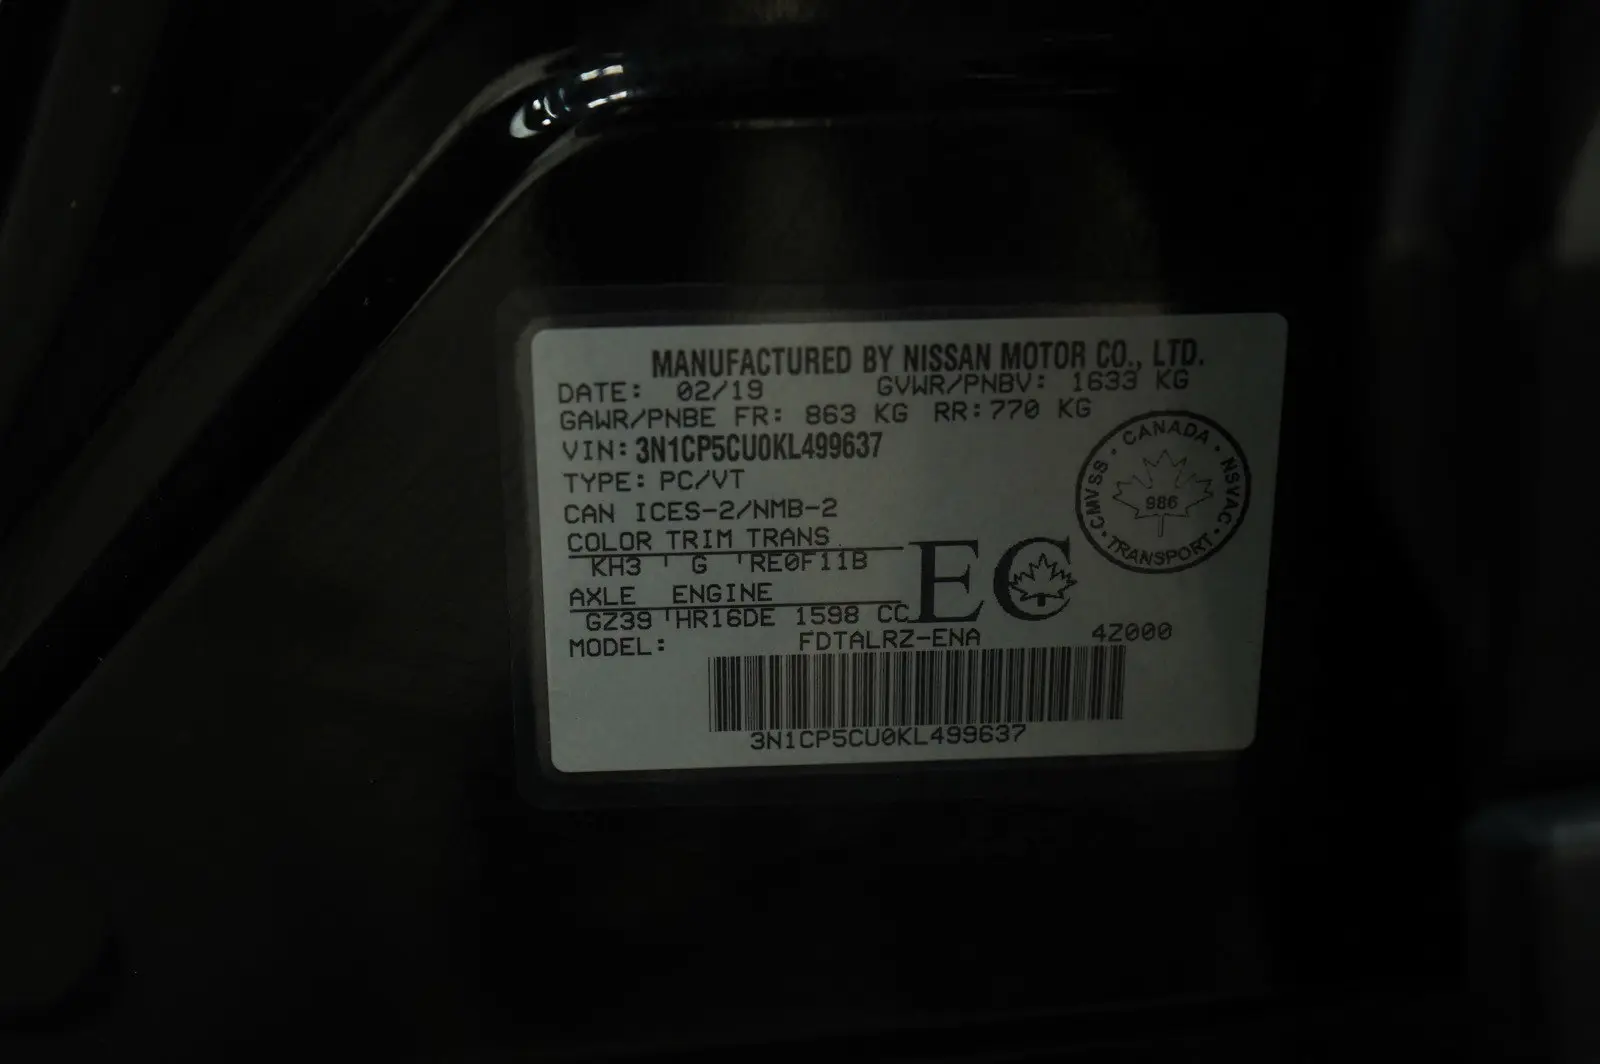 MANUFACTURED BY NISSAN MOTOR CO., LTD.
DATE: 02/19 GVWR/PNBV: 1633 KG
GAWR/PNBE FR: 863 KG RR: 770 KG
VIN: 3N1CP5CU0KL499637
TYPE: PC/VT
CAN ICES-2/NMB-2
COLOR TRIM TRANS
KH3 ' G 'RE0F11B
AXLE ENGINE
GZ39 'HR16DE 1598 CC
MODEL: FDTALRZ-ENA 4Z000
3N1CP5CU0KL499637
EC
CANADA · NSVAC · TRANSPORT · CMVSS ·
986